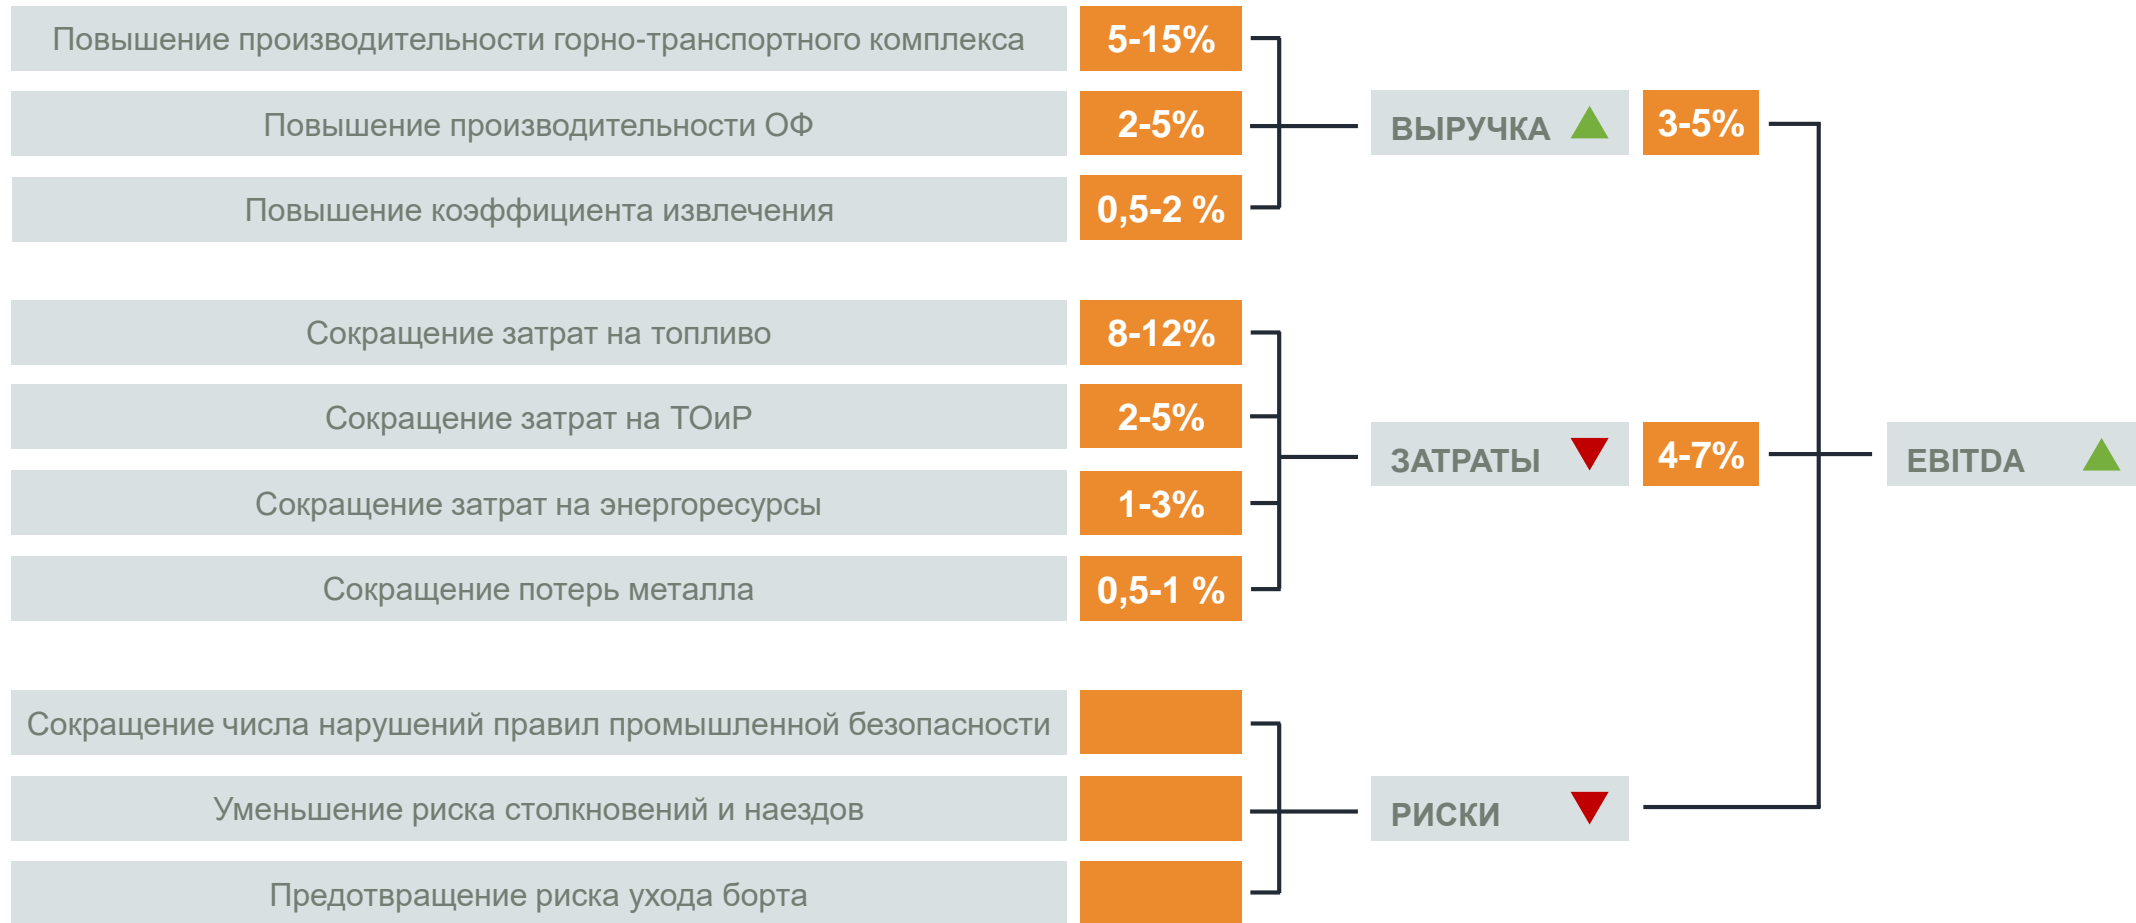 Повышение производительности горно-транспортного комплекса
5-15%
Повышение производительности ОФ
2-5%
Повышение коэффициента извлечения
0,5-2 %
ВЫРУЧКА
3-5%
Сокращение затрат на топливо
8-12%
Сокращение затрат на ТОиР
2-5%
Сокращение затрат на энергоресурсы
1-3%
Сокращение потерь металла
0,5-1 %
ЗАТРАТЫ
4-7%
EBITDA
Сокращение числа нарушений правил промышленной безопасности
Уменьшение риска столкновений и наездов
Предотвращение риска ухода борта
РИСКИ